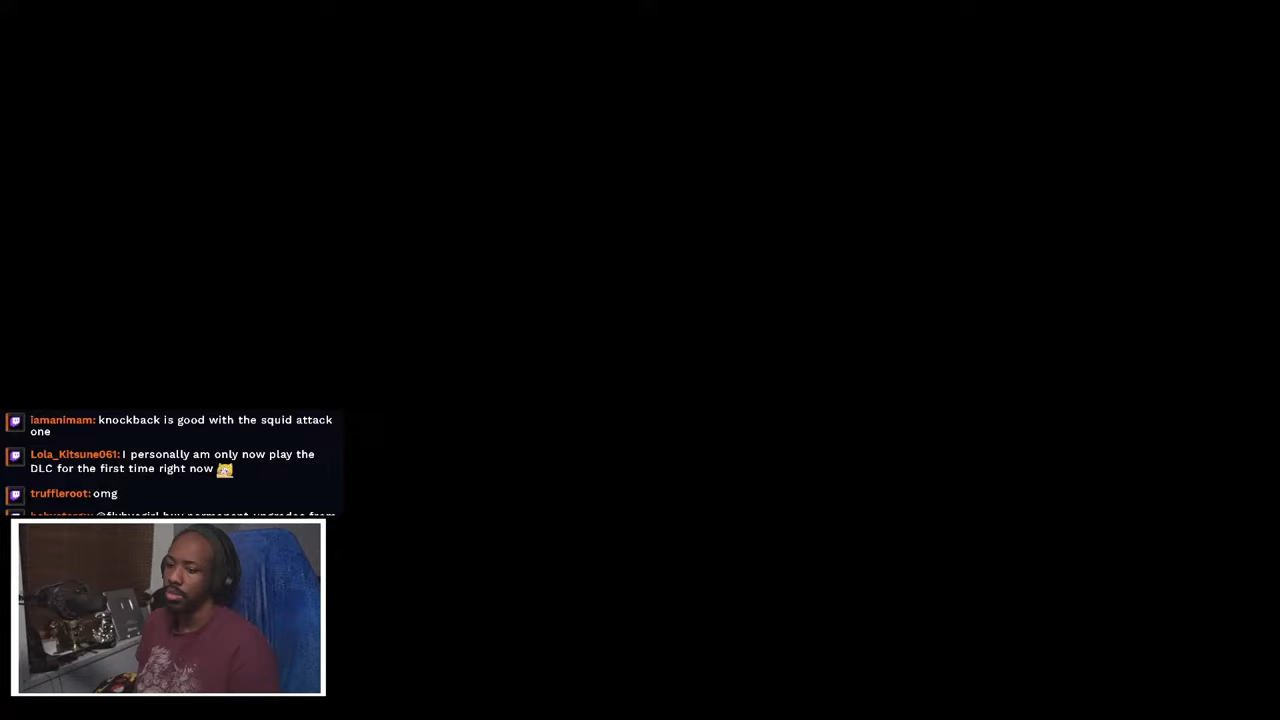 iamanimam: knockback is good with the squid attack
one
Lola_Kitsune061: I personally am only now play the
DLC for the first time right now
truffleroot: omg